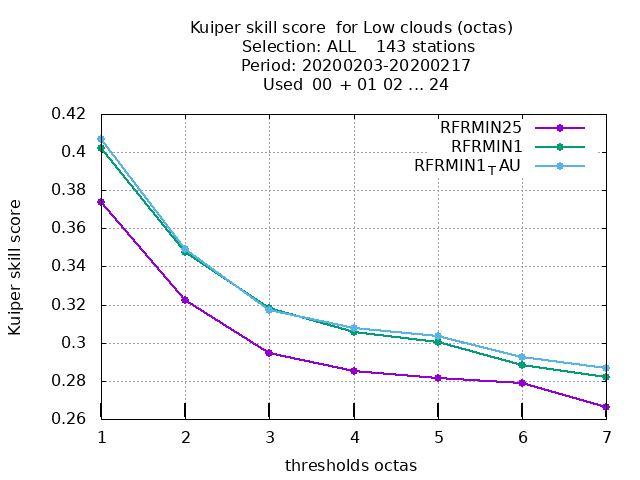 Kuiper skill score  for Low clouds (octas)
Selection: ALL    143 stations
Period: 20200203-20200217
Used  00 + 01 02 ... 24
RFRMIN25
RFRMIN1
RFRMIN1_TAU
0.42
0.4
0.38
0.36
0.34
0.32
0.3
0.28
0.26
Kuiper skill score
1 2 3 4 5 6 7
thresholds octas